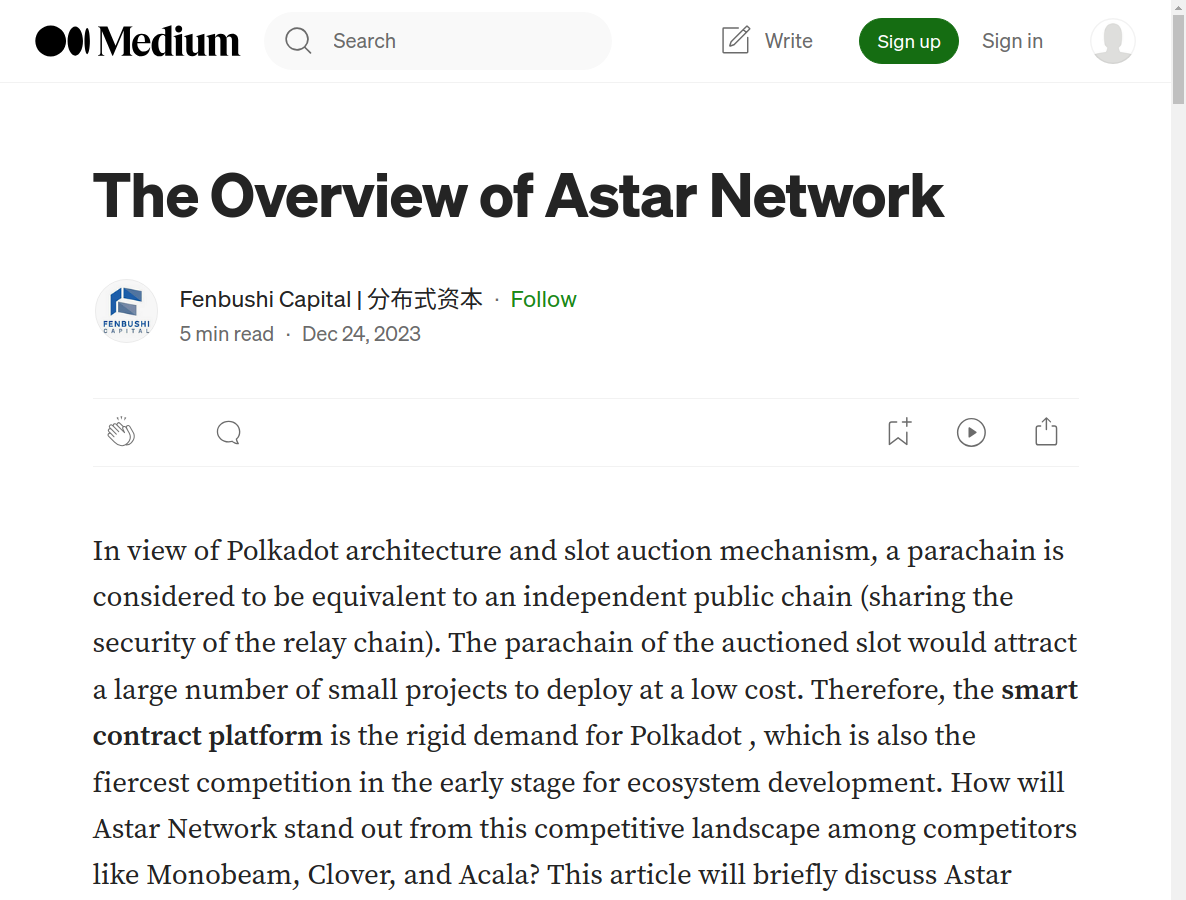 Medium
Search
Write
Sign up
Sign in
The Overview of Astar Network
Fenbushi Capital | 分布式资本 · Follow
FENBUSHI
CAPITAL
5 min read · Dec 24, 2023
In view of Polkadot architecture and slot auction mechanism, a parachain is
considered to be equivalent to an independent public chain (sharing the
security of the relay chain). The parachain of the auctioned slot would attract
a large number of small projects to deploy at a low cost. Therefore, the smart
contract platform is the rigid demand for Polkadot , which is also the
fiercest competition in the early stage for ecosystem development. How will
Astar Network stand out from this competitive landscape among competitors
like Monobeam, Clover, and Acala? This article will briefly discuss Astar